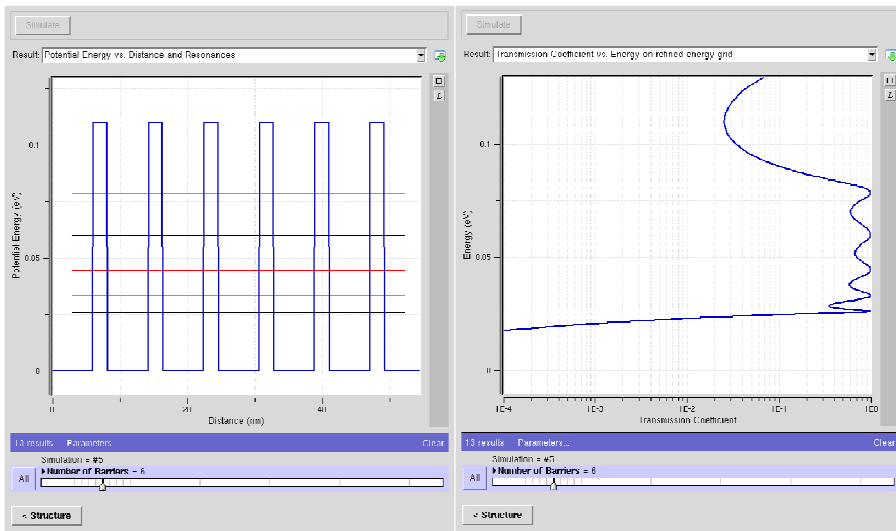 Simulate
Result: Potential Energy vs. Distance and Resonances
Potential Energy (eV)
0.1
0.05
0
0
20
40
Distance (nm)
13 results Parameters...
Clear
Simulation = #5
All
Number of Barriers = 6
< Structure
Simulate
Result: Transmission Coefficient vs. Energy on refined energy grid
Energy (eV)
0.1
0.05
0
1E-4
1E-3
1E-2
1E-1
1E0
Transmission Coefficient
13 results Parameters...
Clear
Simulation = #5
All
Number of Barriers = 6
< Structure